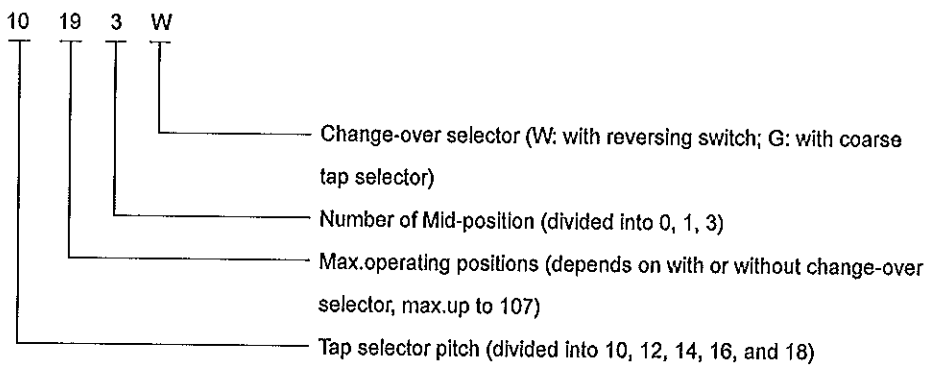 10 19 3 W
Change-over selector (W: with reversing switch; G: with coarse
tap selector)
Number of Mid-position (divided into 0, 1, 3)
Max.operating positions (depends on with or without change-over
selector, max.up to 107)
Tap selector pitch (divided into 10, 12, 14, 16, and 18)